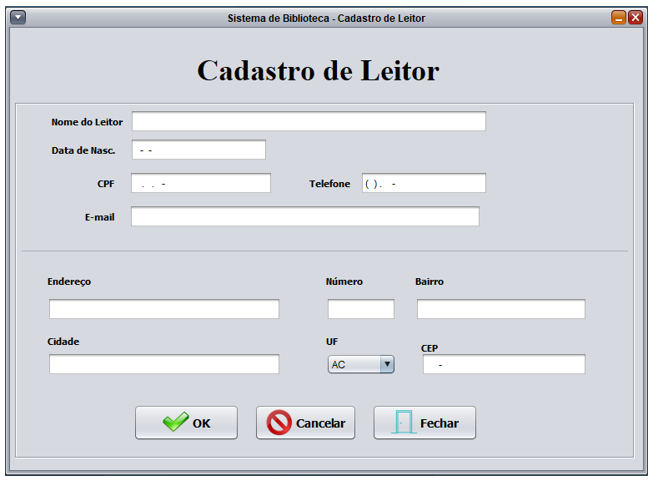 Sistema de Biblioteca - Cadastro de Leitor
Cadastro de Leitor
Nome do Leitor
Data de Nasc. - -
CPF . . - Telefone ( ). -
E-mail
Endereço Número Bairro
Cidade UF CEP
AC -
OK Cancelar Fechar